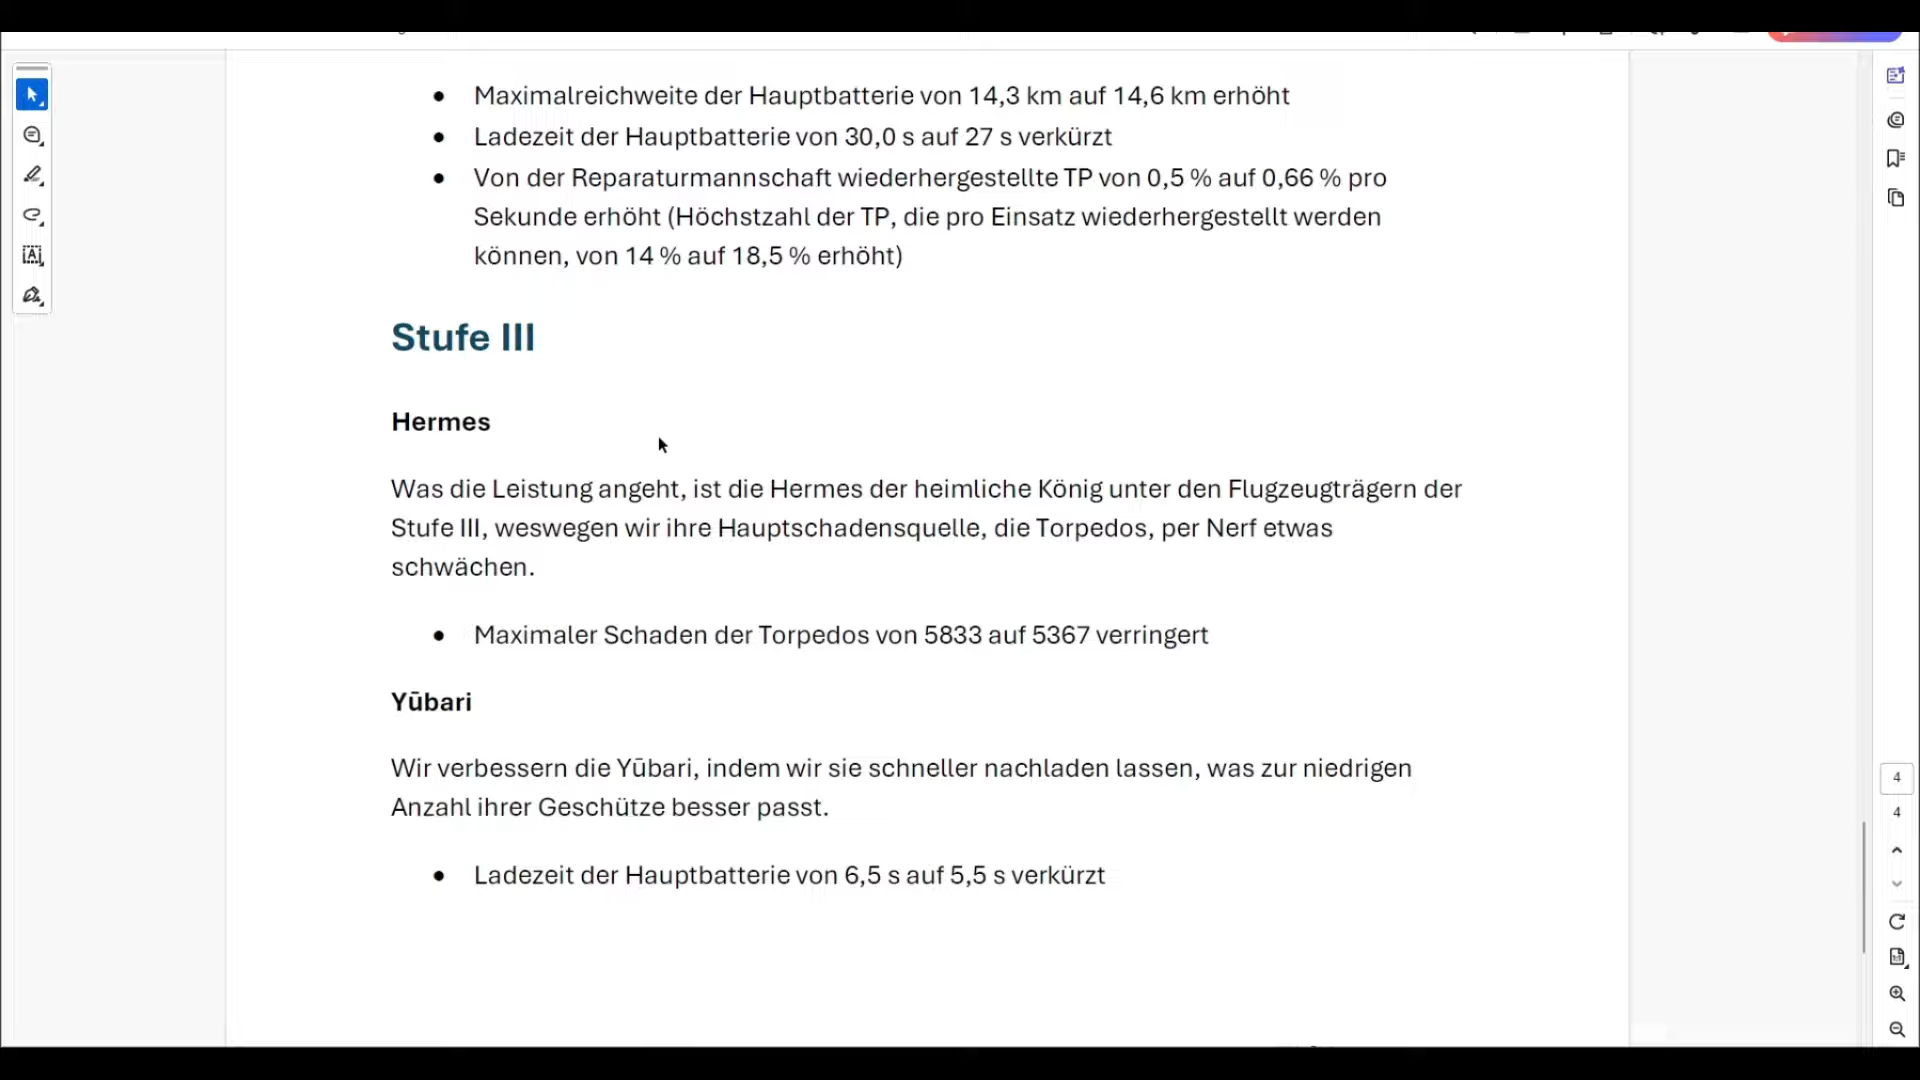 Maximalreichweite der Hauptbatterie von 14,3 km auf 14,6 km erhöht
Ladezeit der Hauptbatterie von 30,0 s auf 27 s verkürzt
Von der Reparaturmannschaft wiederhergestellte TP von 0,5 % auf 0,66 % pro
Sekunde erhöht (Höchstzahl der TP, die pro Einsatz wiederhergestellt werden
können, von 14 % auf 18,5 % erhöht)
Stufe III
Hermes
Was die Leistung angeht, ist die Hermes der heimliche König unter den Flugzeugträgern der
Stufe III, weswegen wir ihre Hauptschadensquelle, die Torpedos, per Nerf etwas
schwächen.
Maximaler Schaden der Torpedos von 5833 auf 5367 verringert
Yūbari
Wir verbessern die Yūbari, indem wir sie schneller nachladen lassen, was zur niedrigen
Anzahl ihrer Geschütze besser passt.
Ladezeit der Hauptbatterie von 6,5 s auf 5,5 s verkürzt
4
4